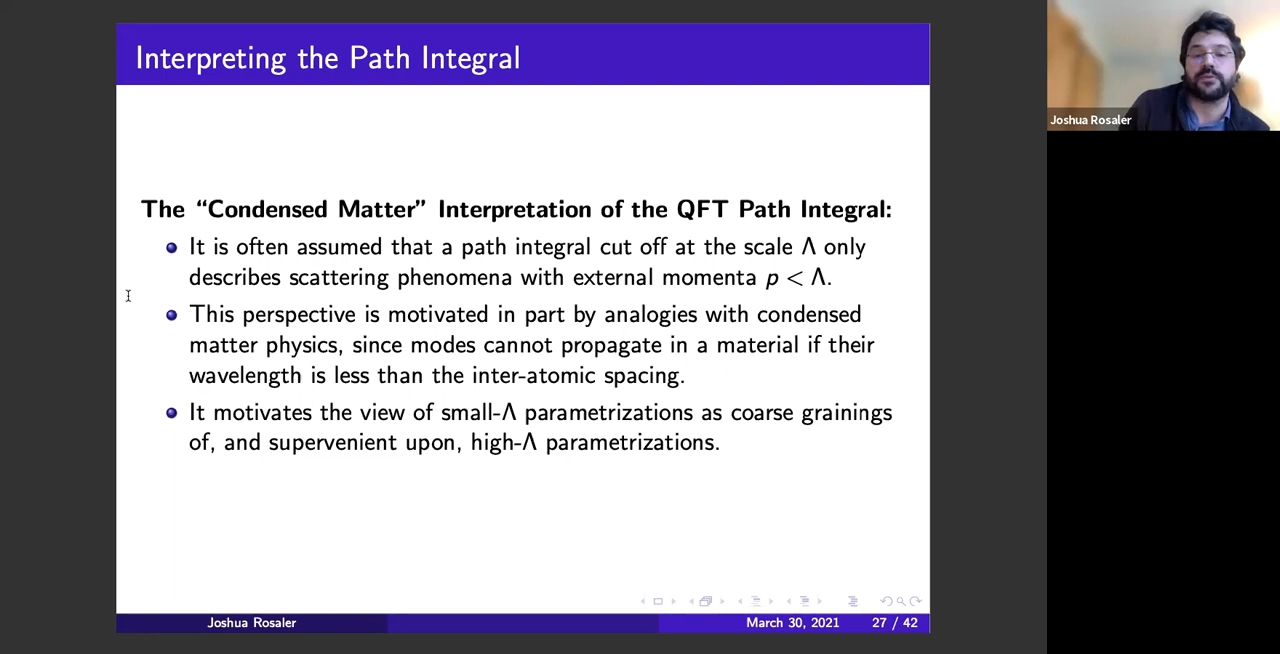 Interpreting the Path Integral
Joshua Rosaler
The “Condensed Matter” Interpretation of the QFT Path Integral:
It is often assumed that a path integral cut off at the scale Λ only
describes scattering phenomena with external momenta p < Λ.
This perspective is motivated in part by analogies with condensed
matter physics, since modes cannot propagate in a material if their
wavelength is less than the inter-atomic spacing.
It motivates the view of small-Λ parametrizations as coarse grainings
of, and supervenient upon, high-Λ parametrizations.
Joshua Rosaler
March 30, 2021
27 / 42